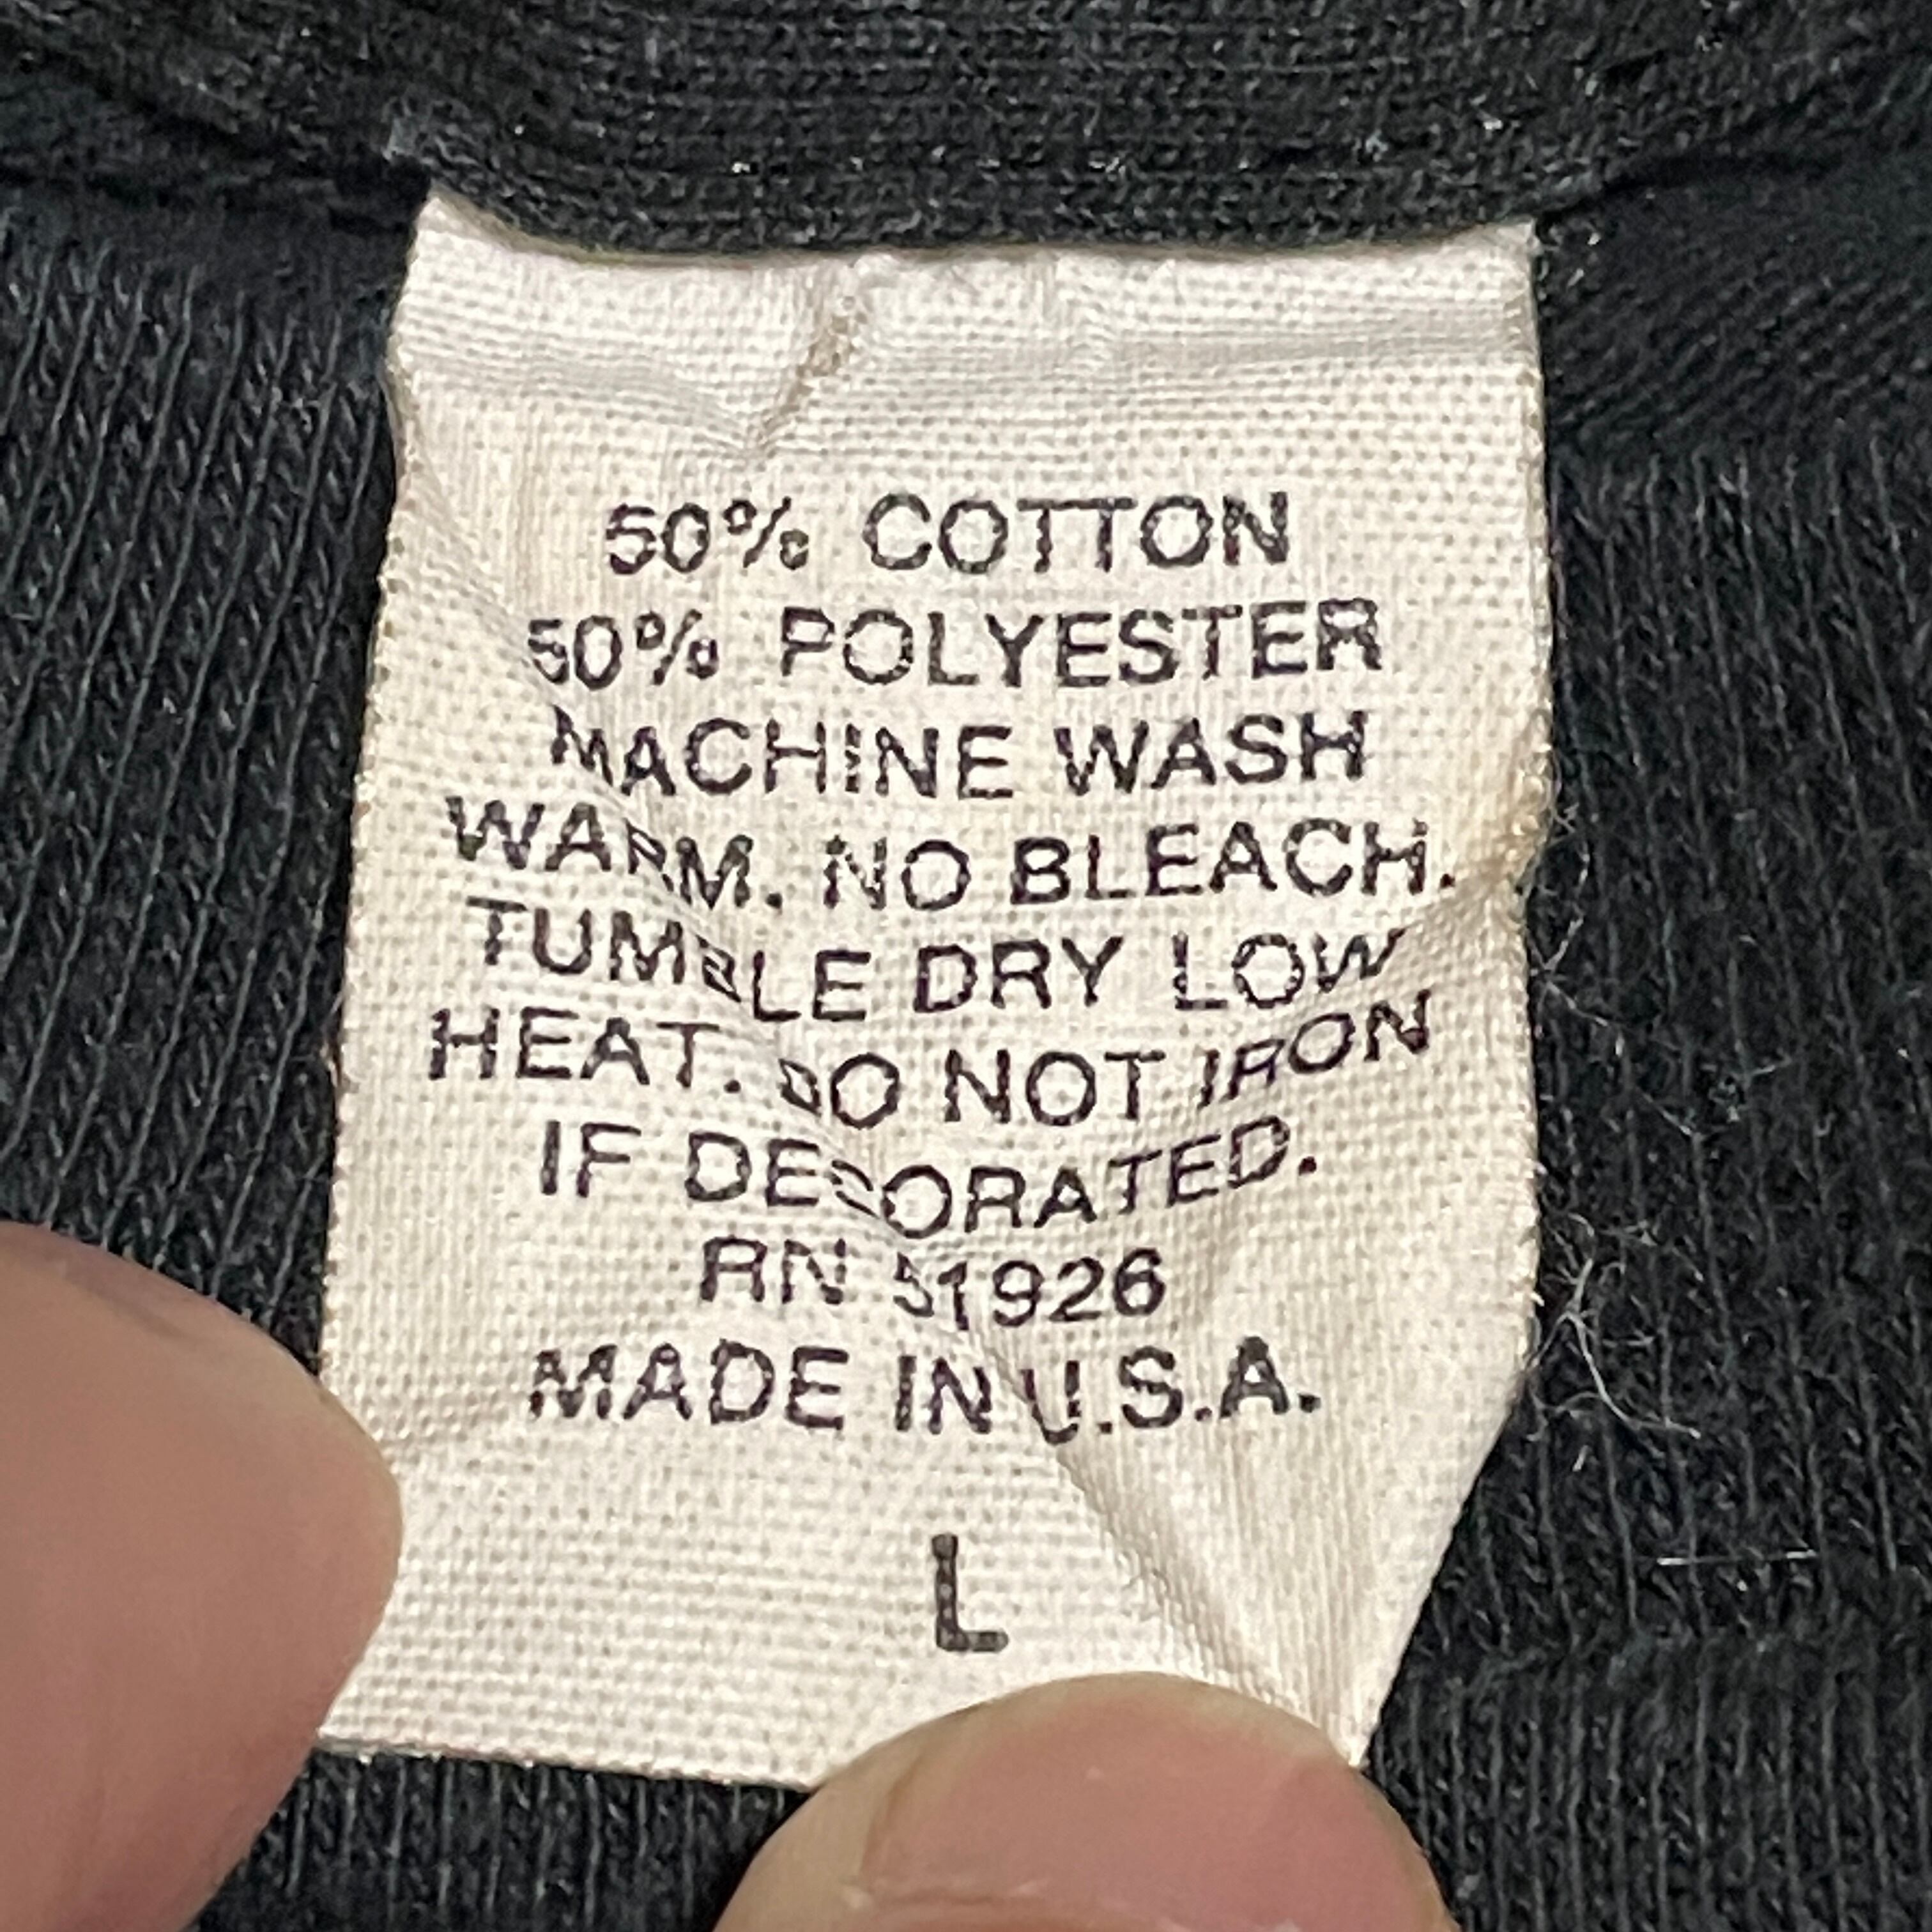 50% COTTON
50% POLYESTER
MACHINE WASH
WARM. NO BLEACH.
TUMBLE DRY LOW
HEAT. DO NOT IRON
IF DECORATED.
RN 51926
MADE IN U.S.A.
L